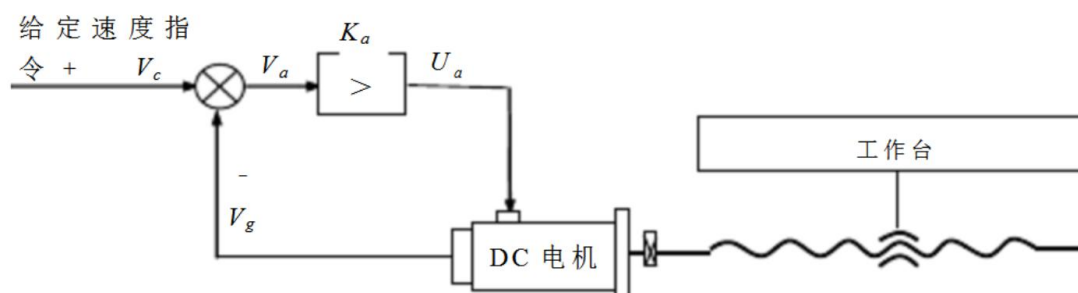 给定速度指
令 + V_c
V_a
K_a
>
U_a
-
V_g
DC 电机
工作台